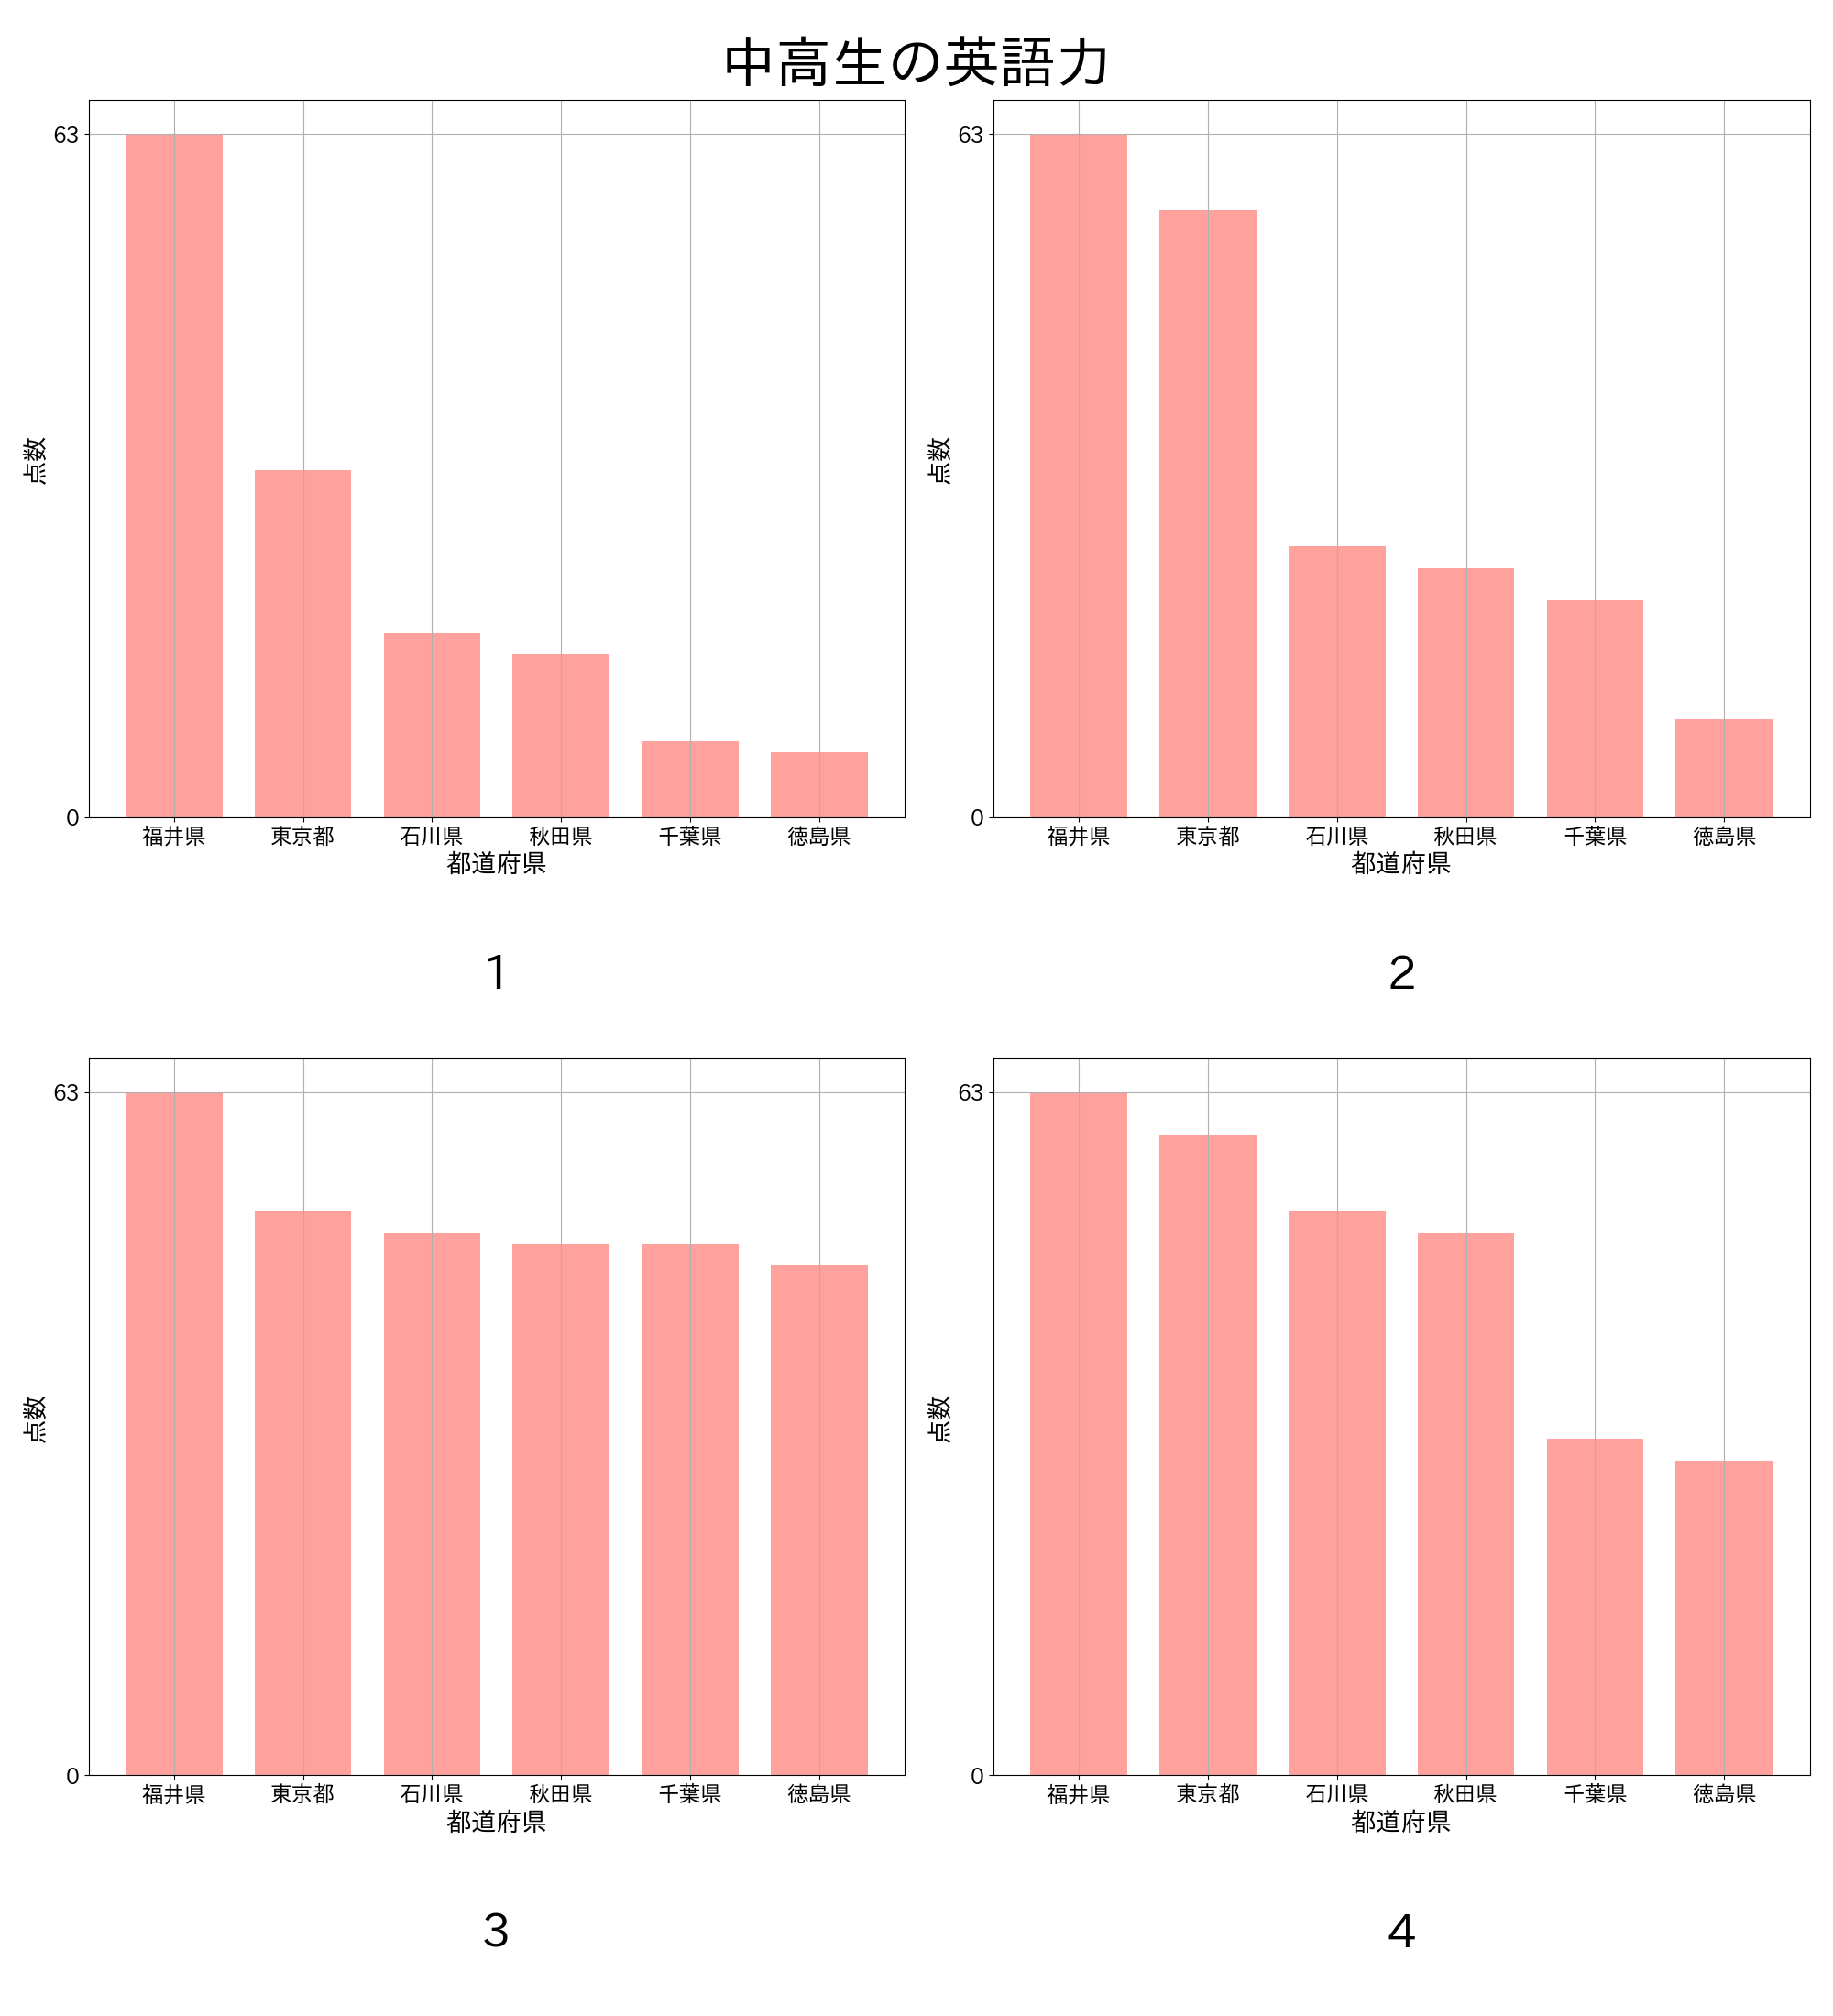 中高生の英語力
63
点数
0
福井県 東京都 石川県 秋田県 千葉県 徳島県
都道府県
1
63
点数
0
福井県 東京都 石川県 秋田県 千葉県 徳島県
都道府県
2
63
点数
0
福井県 東京都 石川県 秋田県 千葉県 徳島県
都道府県
3
63
点数
0
福井県 東京都 石川県 秋田県 千葉県 徳島県
都道府県
4